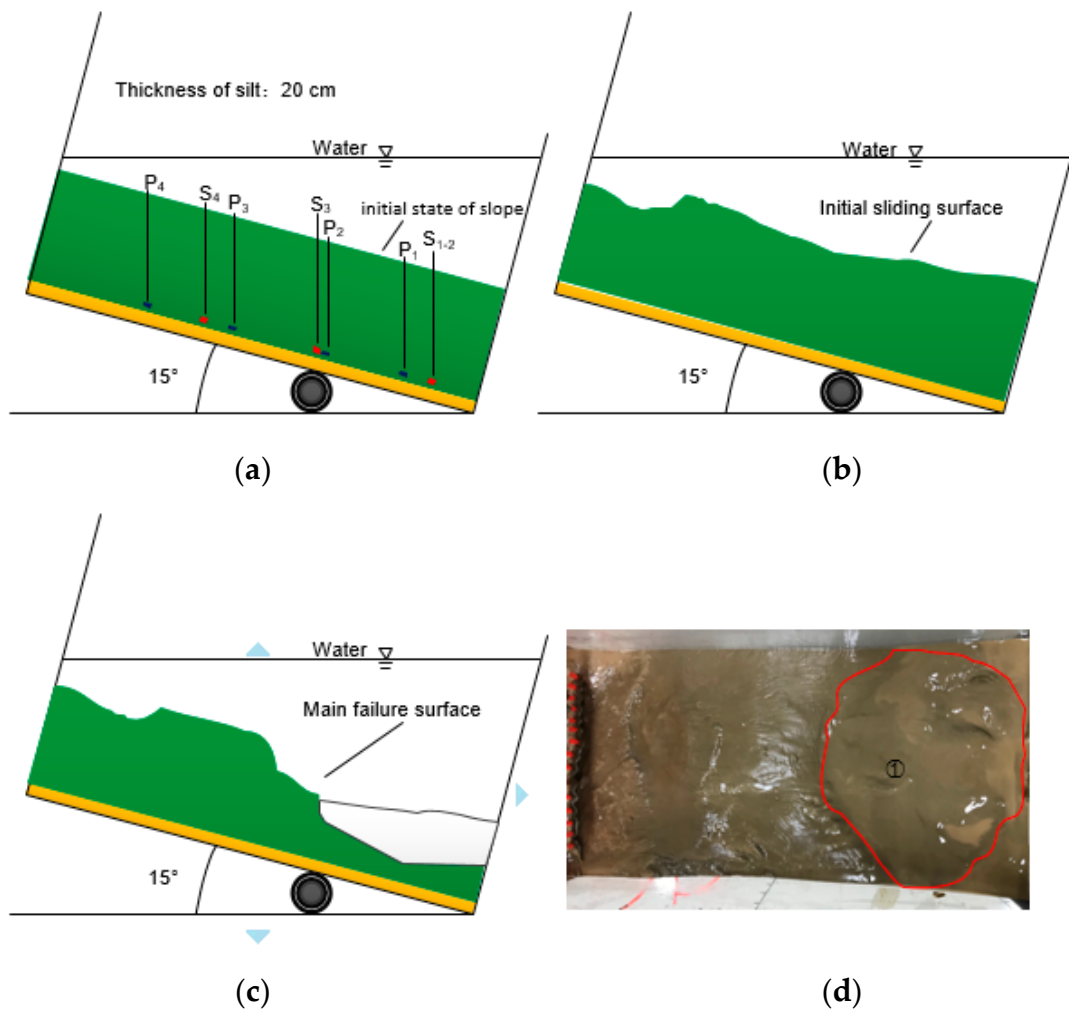 Thickness of silt: 20 cm
Water
P4
S4
P3
S3
P2
initial state of slope
P1
S1-2
15°
(a)
Water
Initial sliding surface
15°
(b)
Water
Main failure surface
15°
(c)
①
(d)